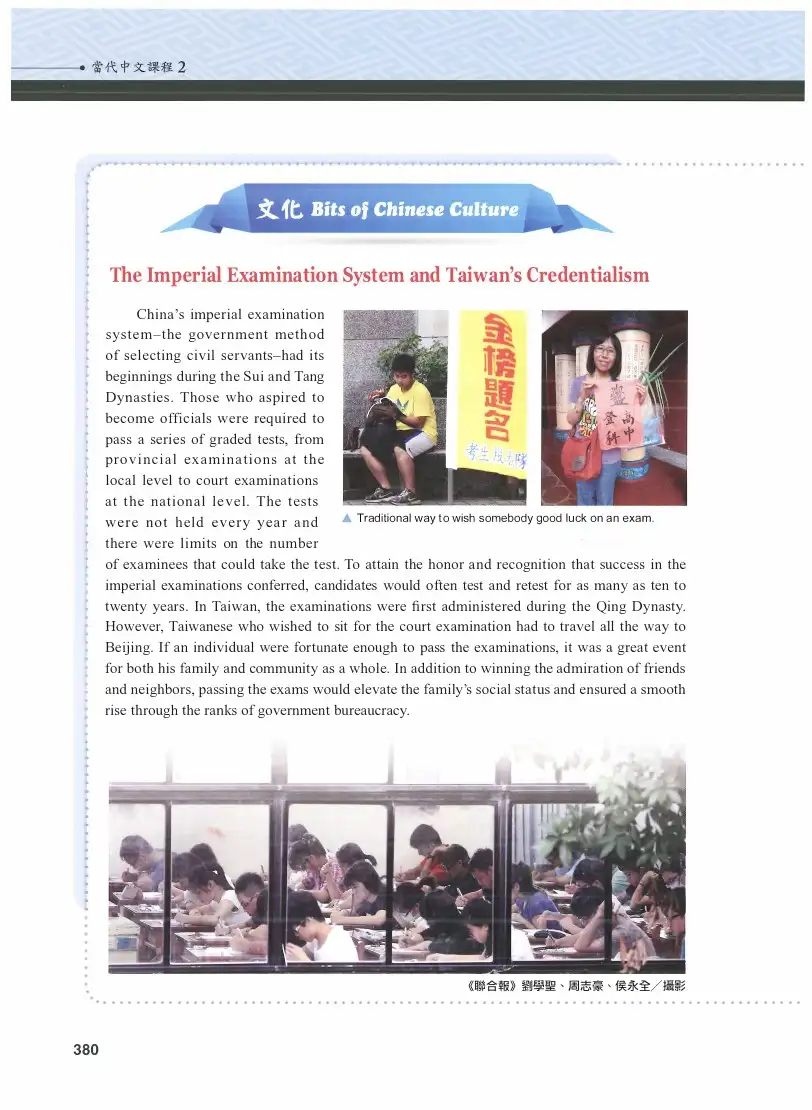 當代中文課程 2
文化 Bits of Chinese Culture
The Imperial Examination System and Taiwan's Credentialism
China's imperial examination
system–the government method
of selecting civil servants–had its
beginnings during the Sui and Tang
Dynasties. Those who aspired to
become officials were required to
pass a series of graded tests, from
provincial examinations at the
local level to court examinations
at the national level. The tests
were not held every year and
there were limits on the number
of examinees that could take the test. To attain the honor and recognition that success in the
imperial examinations conferred, candidates would often test and retest for as many as ten to
twenty years. In Taiwan, the examinations were first administered during the Qing Dynasty.
However, Taiwanese who wished to sit for the court examination had to travel all the way to
Beijing. If an individual were fortunate enough to pass the examinations, it was a great event
for both his family and community as a whole. In addition to winning the admiration of friends
and neighbors, passing the exams would elevate the family's social status and ensured a smooth
rise through the ranks of government bureaucracy.
金榜題名
考生服務隊
高中
登科
▲ Traditional way to wish somebody good luck on an exam.
《聯合報》劉學聖、周志豪、侯永全／攝影
380